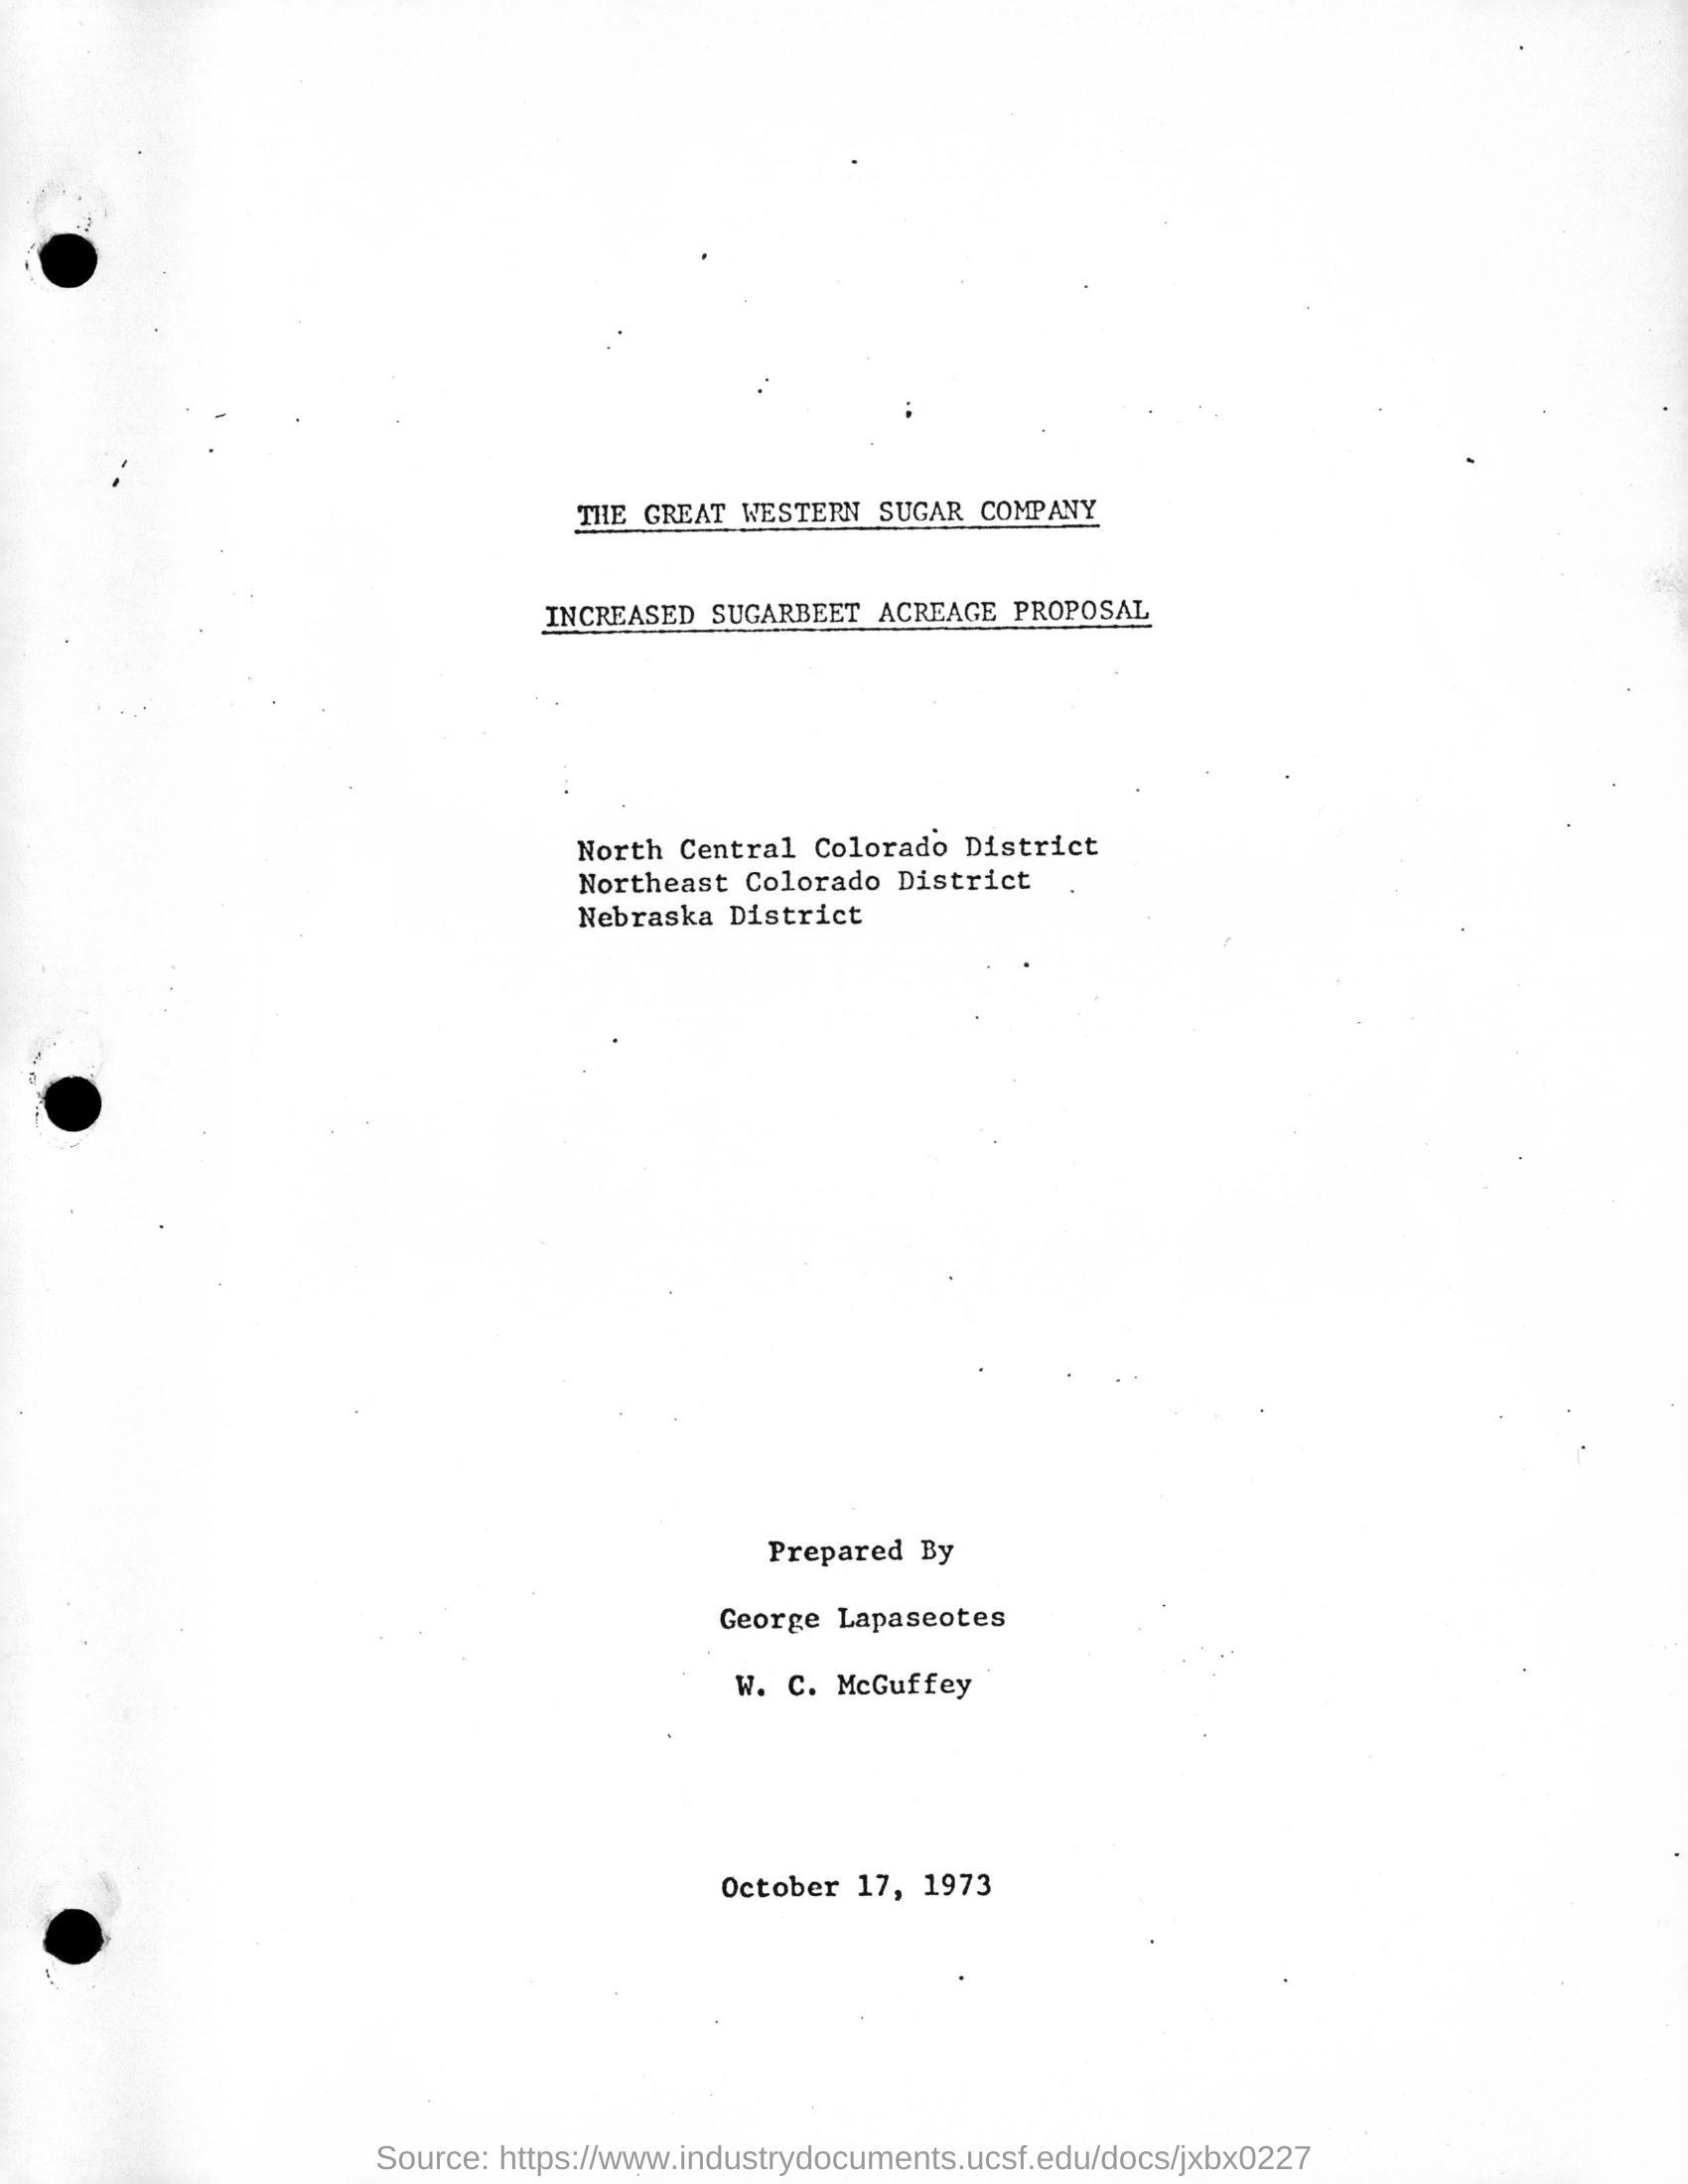 THE GREAT WESTERN SUGAR COMPANY
INCREASED SUGARBEET ACREAGE PROPOSAL
North Central Colorado District
Northeast Colorado District
Nebraska District
Prepared By
George Lapaseotes
W. C. McGuffey
October 17, 1973
Source: https://www.industrydocuments.ucsf.edu/docs/jxbx0227